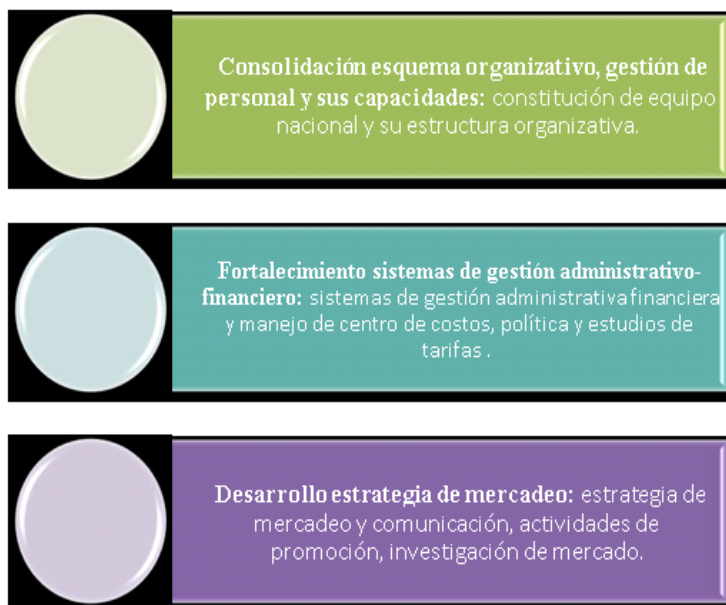 Consolidación esquema organizativo, gestión de
personal y sus capacidades: constitución de equipo
nacional y su estructura organizativa.
Fortalecimiento sistemas de gestión administrativo-
financiero: sistemas de gestión administrativa financiera
y manejo de centro de costos, política y estudios de
tarifas .
Desarrollo estrategia de mercadeo: estrategia de
mercadeo y comunicación, actividades de
promoción, investigación de mercado.